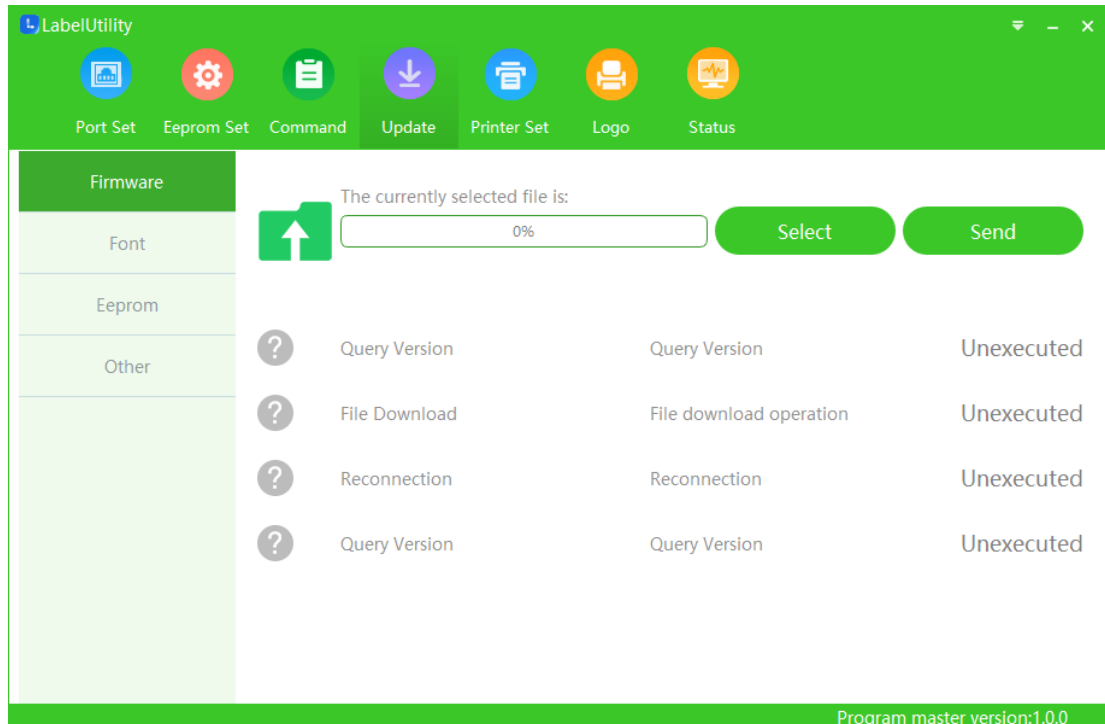 LabelUtility
Port Set Eeprom Set Command Update Printer Set Logo Status
Firmware
Font
Eeprom
Other
The currently selected file is:
0% Select Send
Query Version Query Version Unexecuted
File Download File download operation Unexecuted
Reconnection Reconnection Unexecuted
Query Version Query Version Unexecuted
Program master version:1.0.0